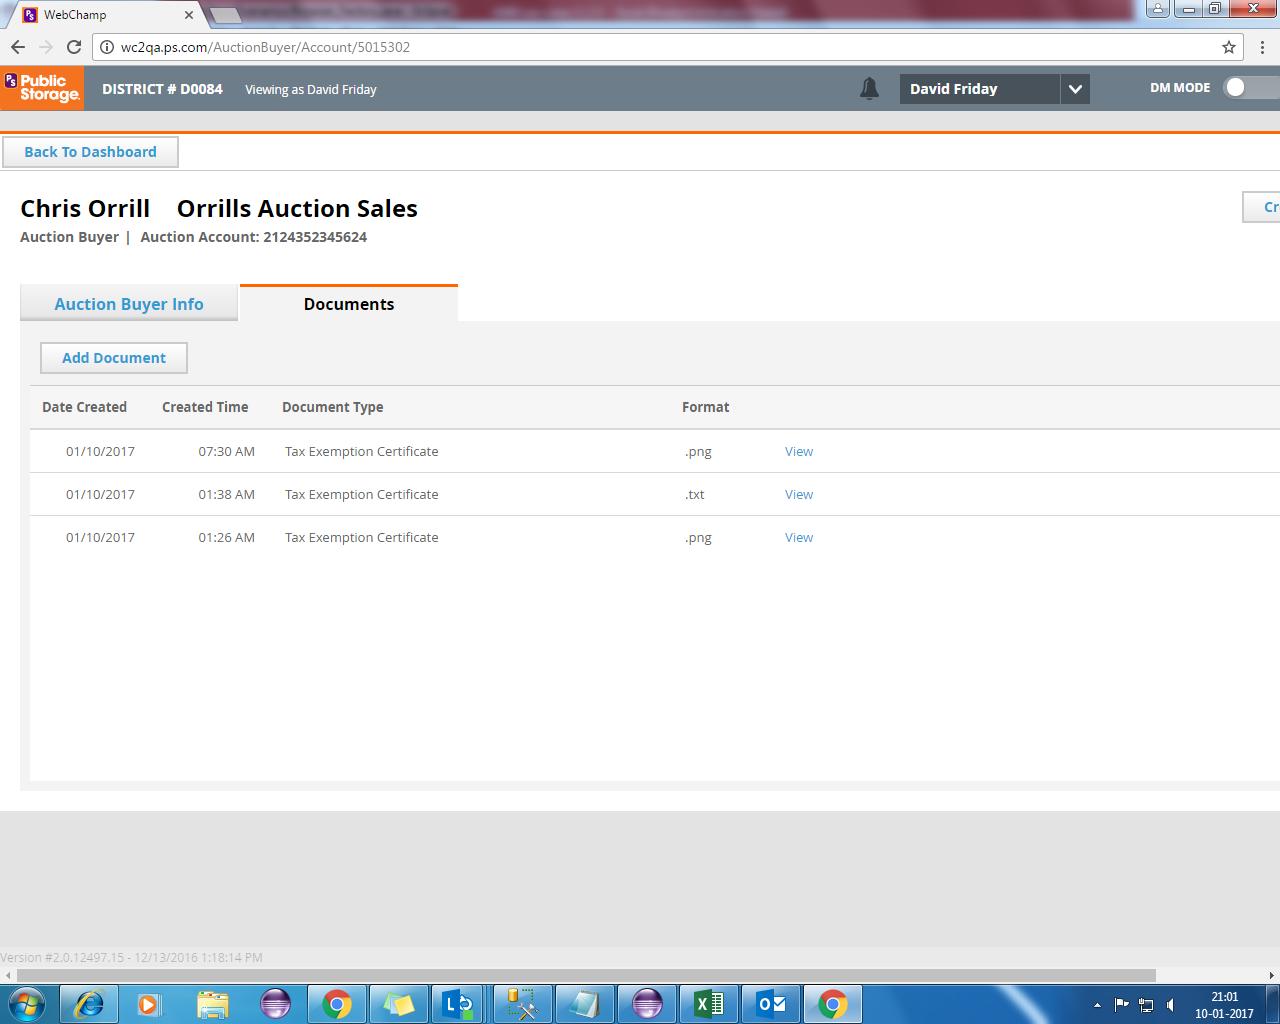 WebChamp
wc2qa.ps.com/AuctionBuyer/Account/5015302
PS Public Storage.
DISTRICT # D0084 Viewing as David Friday David Friday DM MODE
Back To Dashboard
Chris Orrill Orrills Auction Sales
Cr
Auction Buyer | Auction Account: 2124352345624
Auction Buyer Info Documents
Add Document
Date Created Created Time Document Type Format
01/10/2017 07:30 AM Tax Exemption Certificate .png View
01/10/2017 01:38 AM Tax Exemption Certificate .txt View
01/10/2017 01:26 AM Tax Exemption Certificate .png View
Version #2.0.12497.15 - 12/13/2016 1:18:14 PM
21:01
10-01-2017